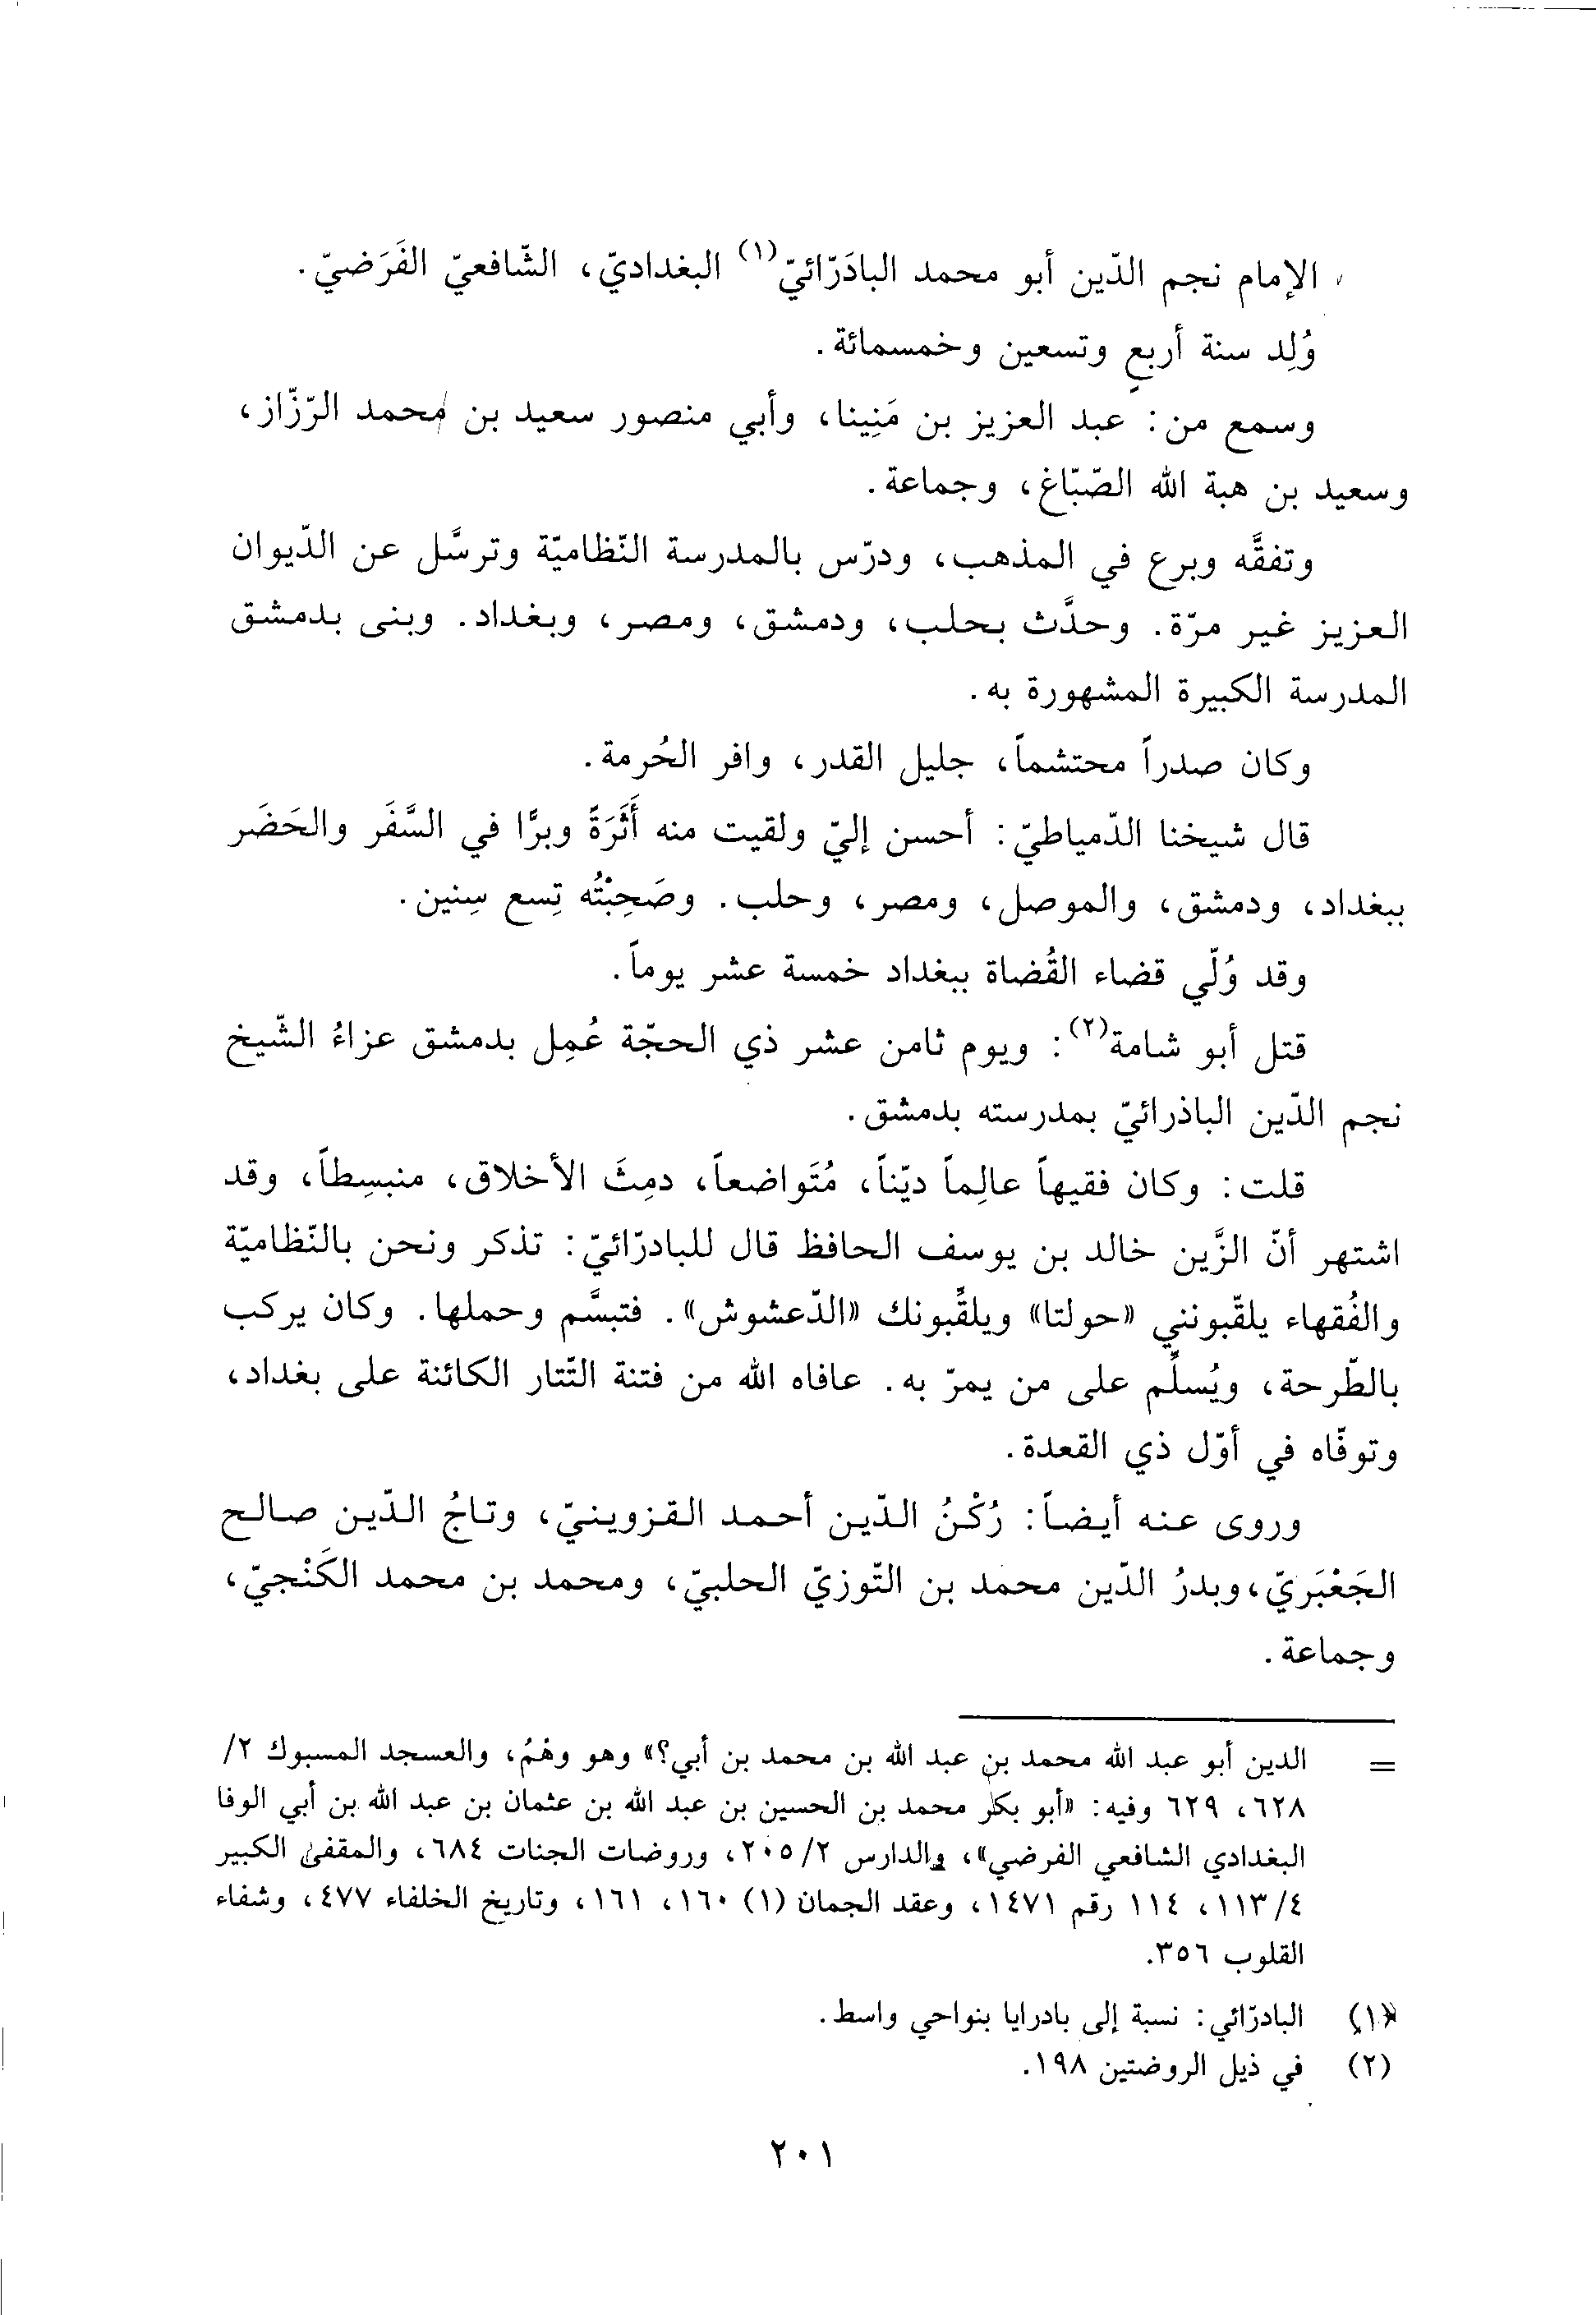 الإمام نجم الدّين أبو محمد البادَرّائيّ(١) البغداديّ، الشّافعيّ الفَرَضيّ.
وُلِد سنة أربعٍ وتسعين وخمسمائة.
وسمع من: عبد العزيز بن مَنِينا، وأبي منصور سعيد بن محمد الرّزّاز،
وسعيد بن هبة الله الصّبّاغ، وجماعة.
وتفقَّه وبرع في المذهب، ودرّس بالمدرسة النّظاميّة وترسَّل عن الدّيوان
العزيز غير مرّة. وحدَّث بحلب، ودمشق، ومصر، وبغداد. وبنى بدمشق
المدرسة الكبيرة المشهورة به.
وكان صدراً محتشماً، جليل القدر، وافر الحُرمة.
قال شيخنا الدّمياطيّ: أحسن إليّ ولقيت منه أَثَرَةً وبرًّا في السَّفَر والحَضَر
ببغداد، ودمشق، والموصل، ومصر، وحلب. وصَحِبْتُه تِسع سِنين.
وقد وُلّي قضاء القُضاة ببغداد خمسة عشر يوماً.
قتل أبو شامة(٢): ويوم ثامن عشر ذي الحجّة عُمِل بدمشق عزاءُ الشّيخ
نجم الدّين الباذرائيّ بمدرسته بدمشق.
قلت: وكان فقيهاً عالِماً ديّناً، مُتَواضعاً، دمِثَ الأخلاق، منبسِطاً، وقد
اشتهر أنّ الزَّين خالد بن يوسف الحافظ قال للبادرّائيّ: تذكر ونحن بالنّظاميّة
والفُقهاء يلقّبونني «حولتا» ويلقِّبونك «الدّعشوش». فتبسَّم وحملها. وكان يركب
بالطّرحة، ويُسلِّم على من يمرّ به. عافاه الله من فتنة التّتار الكائنة على بغداد،
وتوفّاه في أوّل ذي القعدة.
وروى عنه أيضاً: رُكْنُ الدّين أحمد القزوينيّ، وتاجُ الدّين صالح
الجَعْبَريّ، وبدرُ الدّين محمد بن التّوزيّ الحلبيّ، ومحمد بن محمد الكَنْجيّ،
وجماعة.
= الدين أبو عبد الله محمد بن عبد الله بن محمد بن أبي؟» وهو وهْمُ، والعسجد المسبوك ٢/
٦٢٨، ٦٢٩ وفيه: «أبو بكر محمد بن الحسين بن عبد الله بن عثمان بن عبد الله بن أبي الوفا
البغدادي الشافعي الفرضي»، والدارس ٢٠٥/٢، وروضات الجنات ٦٨٤، والمقفى الكبير
١١٣/٤، ١١٤ رقم ١٤٧١، وعقد الجمان (١) ١٦٠، ١٦١، وتاريخ الخلفاء ٤٧٧، وشفاء
القلوب ٣٥٦.
(١) البادرّائي: نسبة إلى بادرايا بنواحي واسط.
(٢) في ذيل الروضتين ١٩٨.
٢٠١